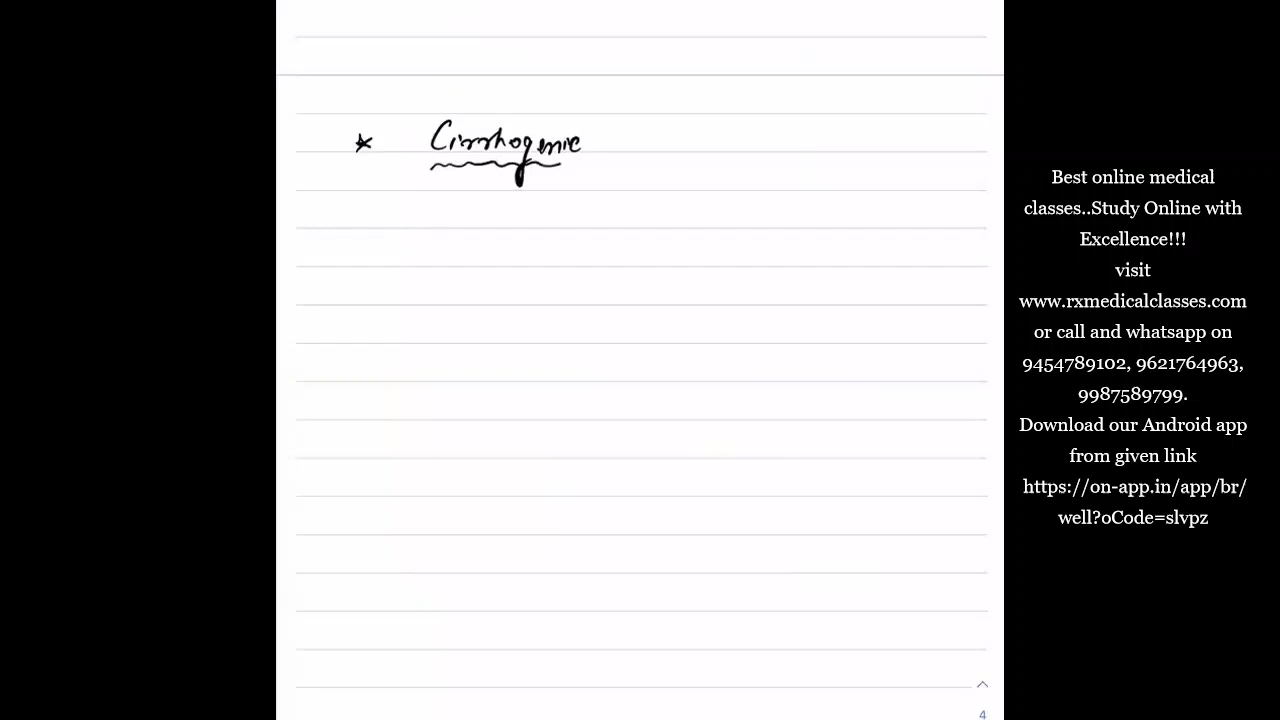 * Cirrhogenic
Best online medical
classes..Study Online with
Excellence!!!
visit
www.rxmedicalclasses.com
or call and whatsapp on
9454789102, 9621764963,
9987589799.
Download our Android app
from given link
https://on-app.in/app/br/
well?oCode=slvpz
4